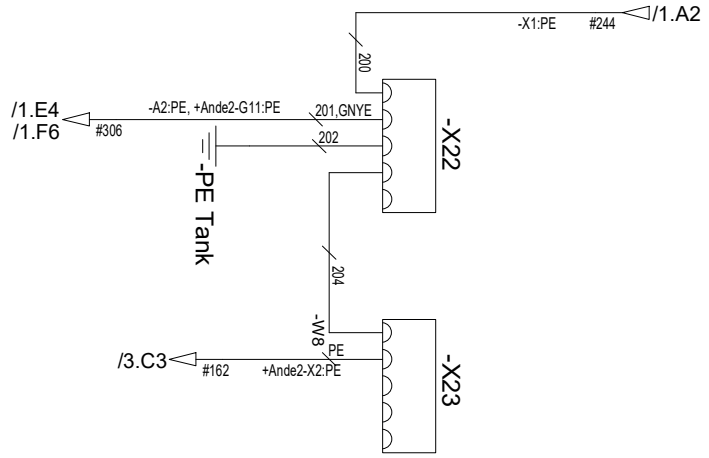 /1.A2
-X1:PE #244
200
/1.E4
/1.F6
-A2:PE, +Ande2-G11:PE
201,GNYE
#306
202
-X22
-PE Tank
204
-W8
PE
/3.C3
#162
+Ande2-X2:PE
-X23